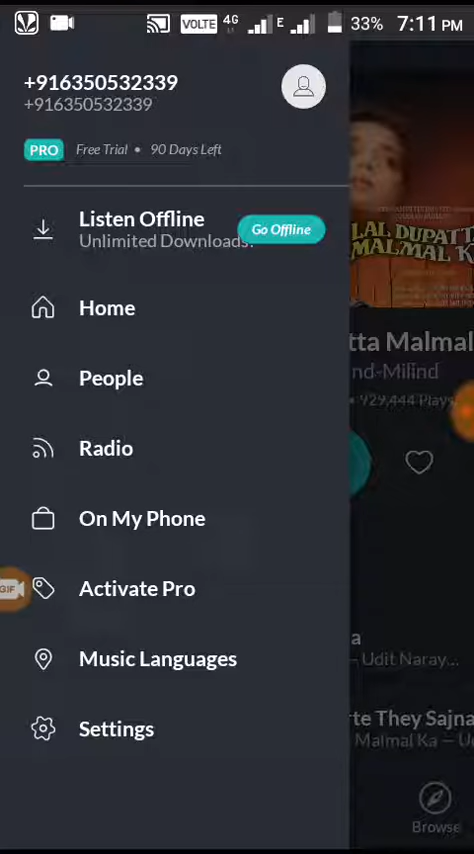 VOLTE 4G E 33% 7:11 PM
+916350532339
+916350532339
PRO Free Trial • 90 Days Left
Listen Offline
Unlimited Downloads.
Go Offline
Home
People
Radio
On My Phone
Activate Pro
Music Languages
Settings
GIF
LAL DUPATT
MALMAL K
tta Malmal
nd-Milind
• 929,444 Plays
a
– Udit Naray...
rte They Sajna
Malmal Ka — U
Browse